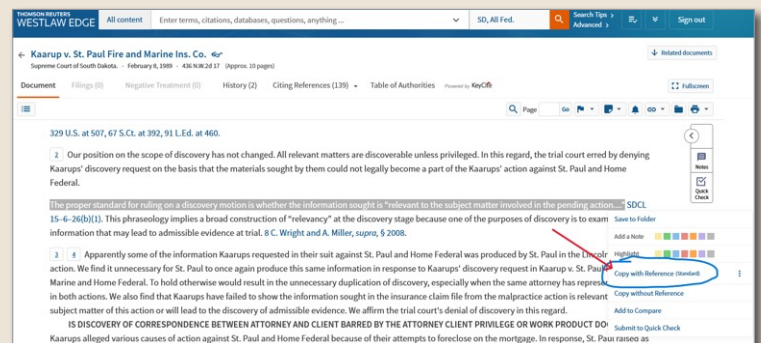 THOMSON REUTERS
WESTLAW EDGE
All content
Enter terms, citations, databases, questions, anything ...
SD, All Fed.
Search Tips
Advanced
Sign out
Kaarup v. St. Paul Fire and Marine Ins. Co.
Supreme Court of South Dakota. - February 8, 1989 - 436 N.W.2d 17 (Approx. 10 pages)
Related documents
Document Filings (0) Negative Treatment (0) History (2) Citing References (139) Table of Authorities Powered by KeyCite
Fullscreen
Page Go
329 U.S. at 507, 67 S.Ct. at 392, 91 L.Ed. at 460.
2 Our position on the scope of discovery has not changed. All relevant matters are discoverable unless privileged. In this regard, the trial court erred by denying
Kaarups' discovery request on the basis that the materials sought by them could not legally become a part of the Kaarups' action against St. Paul and Home
Federal.
Notes
Quick
Check
The proper standard for ruling on a discovery motion is whether the information sought is "relevant to the subject matter involved in the pending action...." SDCL
15–6–26(b)(1). This phraseology implies a broad construction of "relevancy" at the discovery stage because one of the purposes of discovery is to exam
information that may lead to admissible evidence at trial. 8 C. Wright and A. Miller, supra, § 2008.
3 4 Apparently some of the information Kaarups requested in their suit against St. Paul and Home Federal was produced by St. Paul in the Lincoln
action. We find it unnecessary for St. Paul to once again produce this same information in response to Kaarups' discovery request in Kaarup v. St. Paul
Marine and Home Federal. To hold otherwise would result in the unnecessary duplication of discovery, especially when the same attorney has represe
in both actions. We also find that Kaarups have failed to show the information sought in the insurance claim file from the malpractice action is relevant
subject matter of this action or will lead to the discovery of admissible evidence. We affirm the trial court's denial of discovery in this regard.
IS DISCOVERY OF CORRESPONDENCE BETWEEN ATTORNEY AND CLIENT BARRED BY THE ATTORNEY CLIENT PRIVILEGE OR WORK PRODUCT DO
Kaarups alleged various causes of action against St. Paul and Home Federal because of their attempts to foreclose on the mortgage. In response, St. Paul raised as
Save to Folder
Add a Note
Highlight
Copy with Reference (Standard)
Copy without Reference
Add to Compare
Submit to Quick Check